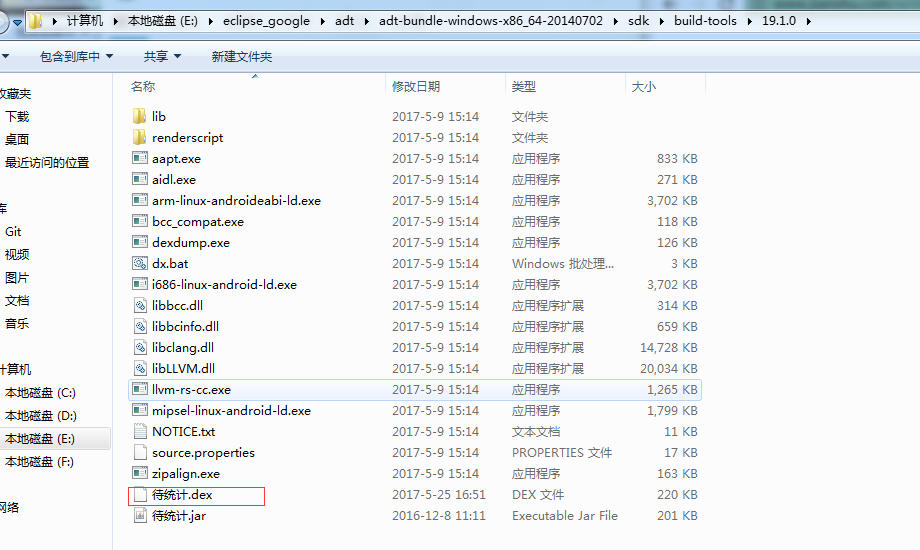 计算机 本地磁盘 (E:) eclipse_google adt adt-bundle-windows-x86_64-20140702 sdk build-tools 19.1.0
包含到库中 共享 新建文件夹
名称 修改日期 类型 大小
收藏夹
下载
桌面
最近访问的位置
库
Git
视频
图片
文档
音乐
计算机
本地磁盘 (C:)
本地磁盘 (D:)
本地磁盘 (E:)
本地磁盘 (F:)
网络
lib 2017-5-9 15:14 文件夹
renderscript 2017-5-9 15:14 文件夹
aapt.exe 2017-5-9 15:14 应用程序 833 KB
aidl.exe 2017-5-9 15:14 应用程序 271 KB
arm-linux-androideabi-ld.exe 2017-5-9 15:14 应用程序 3,702 KB
bcc_compat.exe 2017-5-9 15:14 应用程序 118 KB
dexdump.exe 2017-5-9 15:14 应用程序 126 KB
dx.bat 2017-5-9 15:14 Windows 批处理... 3 KB
i686-linux-android-ld.exe 2017-5-9 15:14 应用程序 3,702 KB
libbcc.dll 2017-5-9 15:14 应用程序扩展 314 KB
libbcinfo.dll 2017-5-9 15:14 应用程序扩展 659 KB
libclang.dll 2017-5-9 15:14 应用程序扩展 14,728 KB
libLLVM.dll 2017-5-9 15:14 应用程序扩展 20,034 KB
llvm-rs-cc.exe 2017-5-9 15:14 应用程序 1,265 KB
mipsel-linux-android-ld.exe 2017-5-9 15:14 应用程序 1,799 KB
NOTICE.txt 2017-5-9 15:14 文本文档 11 KB
source.properties 2017-5-9 15:14 PROPERTIES 文件 17 KB
zipalign.exe 2017-5-9 15:14 应用程序 163 KB
待统计.dex 2017-5-25 16:51 DEX 文件 220 KB
待统计.jar 2016-12-8 11:11 Executable Jar File 201 KB